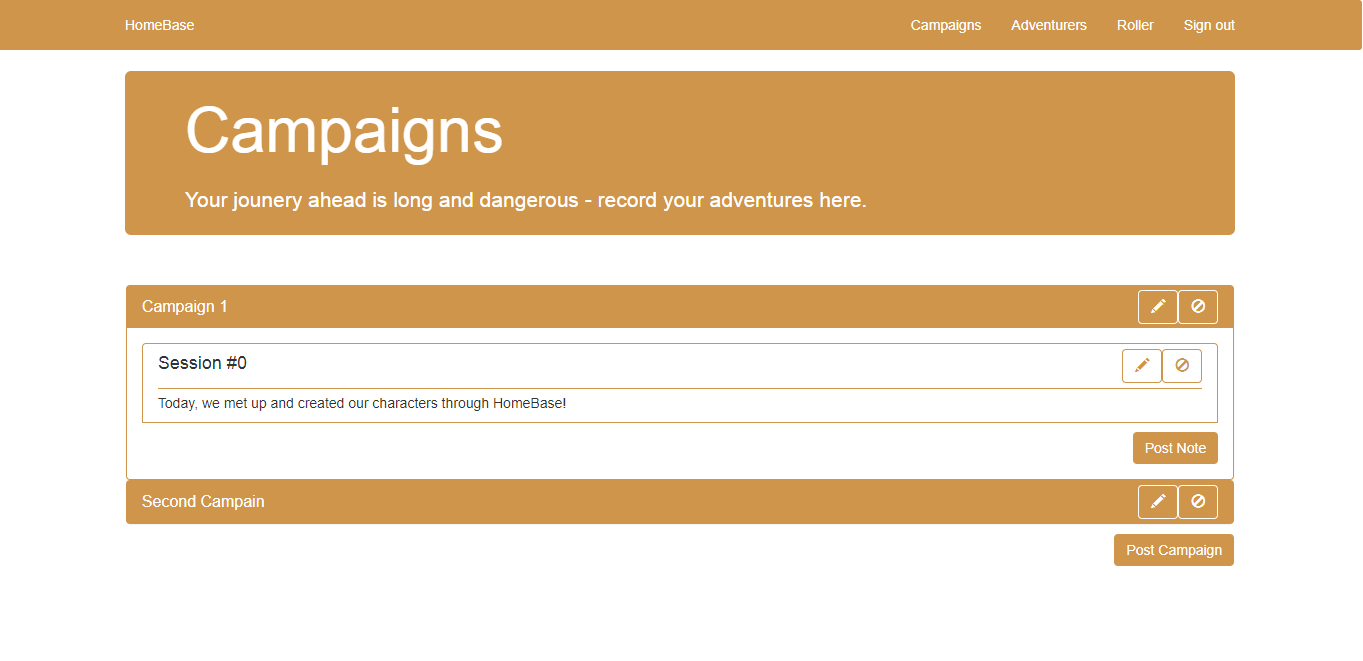 HomeBase Campaigns Adventurers Roller Sign out
Campaigns
Your jounery ahead is long and dangerous - record your adventures here.
Campaign 1
Session #0
Today, we met up and created our characters through HomeBase!
Post Note
Second Campain
Post Campaign